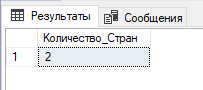 Результаты Сообщения
Количество_Стран
1 2